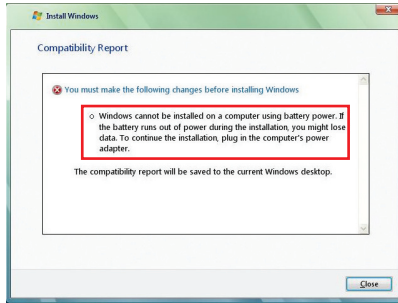 Install Windows
Compatibility Report
You must make the following changes before installing Windows
Windows cannot be installed on a computer using battery power. If
the battery runs out of power during the installation, you might lose
data. To continue the installation, plug in the computer's power
adapter.
The compatibility report will be saved to the current Windows desktop.
Close